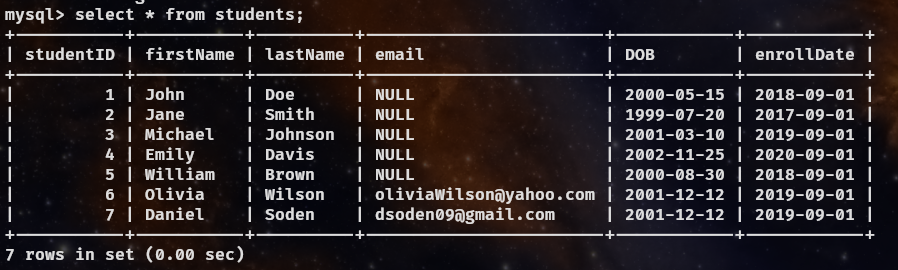 mysql> select * from students;
+-----------+-----------+----------+-----------------------+------------+------------+
| studentID | firstName | lastName | email                 | DOB        | enrollDate |
+-----------+-----------+----------+-----------------------+------------+------------+
|         1 | John      | Doe      | NULL                  | 2000-05-15 | 2018-09-01 |
|         2 | Jane      | Smith    | NULL                  | 1999-07-20 | 2017-09-01 |
|         3 | Michael   | Johnson  | NULL                  | 2001-03-10 | 2019-09-01 |
|         4 | Emily     | Davis    | NULL                  | 2002-11-25 | 2020-09-01 |
|         5 | William   | Brown    | NULL                  | 2000-08-30 | 2018-09-01 |
|         6 | Olivia    | Wilson   | oliviaWilson@yahoo.com | 2001-12-12 | 2019-09-01 |
|         7 | Daniel    | Soden    | dsoden09@gmail.com    | 2001-12-12 | 2019-09-01 |
+-----------+-----------+----------+-----------------------+------------+------------+
7 rows in set (0.00 sec)